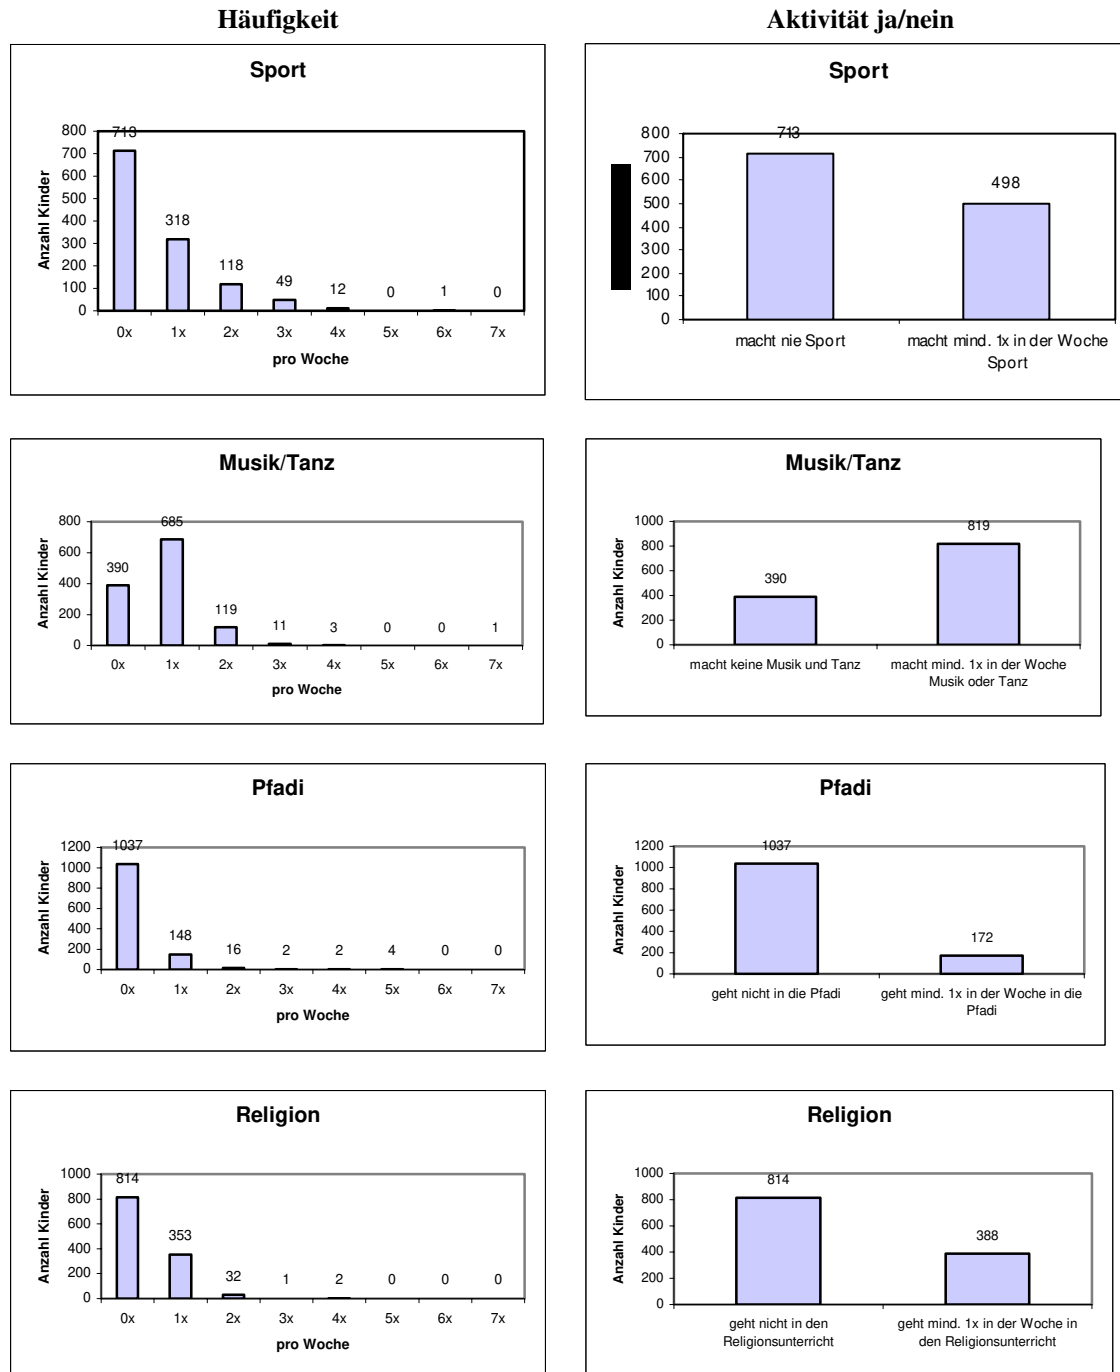 Häufigkeit
Aktivität ja/nein
Sport
Anzahl Kinder
800
700
600
500
400
300
200
100
0
713
318
118
49
12
0
1
0
0x 1x 2x 3x 4x 5x 6x 7x
pro Woche
Sport
800
700
600
500
400
300
200
100
0
713
498
macht nie Sport
macht mind. 1x in der Woche
Sport
Musik/Tanz
Anzahl Kinder
800
600
400
200
0
390
685
119
11
3
0
0
1
0x 1x 2x 3x 4x 5x 6x 7x
pro Woche
Musik/Tanz
Anzahl Kinder
1000
800
600
400
200
0
390
819
macht keine Musik und Tanz
macht mind. 1x in der Woche
Musik oder Tanz
Pfadi
Anzahl Kinder
1200
1000
800
600
400
200
0
1037
148
16
2
2
4
0
0
0x 1x 2x 3x 4x 5x 6x 7x
pro Woche
Pfadi
Anzahl Kinder
1200
1000
800
600
400
200
0
1037
172
geht nicht in die Pfadi
geht mind. 1x in der Woche in die
Pfadi
Religion
Anzahl Kinder
1000
800
600
400
200
0
814
353
32
1
2
0
0
0
0x 1x 2x 3x 4x 5x 6x 7x
pro Woche
Religion
Anzahl Kinder
1000
800
600
400
200
0
814
388
geht nicht in den
Religionsunterricht
geht mind. 1x in der Woche in
den Religionsunterricht